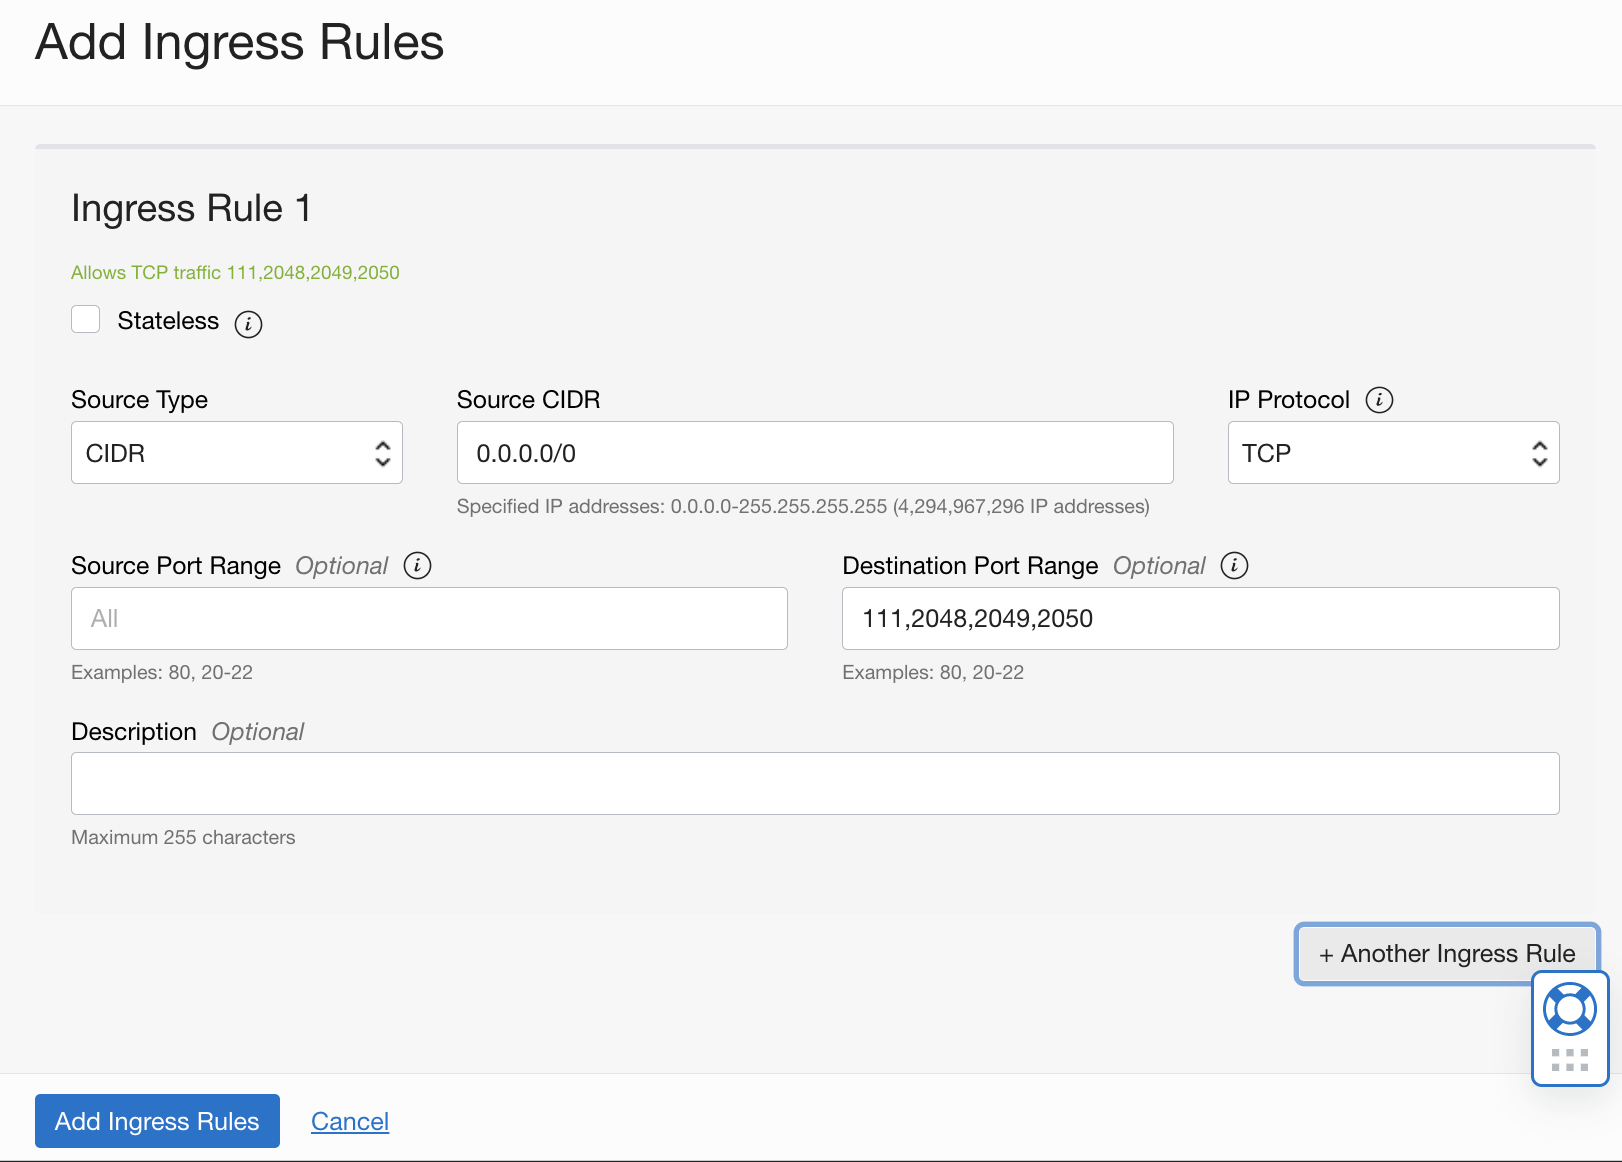 Add Ingress Rules
Ingress Rule 1
Allows TCP traffic 111,2048,2049,2050
Stateless
Source Type
Source CIDR
IP Protocol
CIDR
0.0.0.0/0
TCP
Specified IP addresses: 0.0.0.0-255.255.255.255 (4,294,967,296 IP addresses)
Source Port Range Optional
Destination Port Range Optional
All
111,2048,2049,2050
Examples: 80, 20-22
Examples: 80, 20-22
Description Optional
Maximum 255 characters
+ Another Ingress Rule
Add Ingress Rules
Cancel